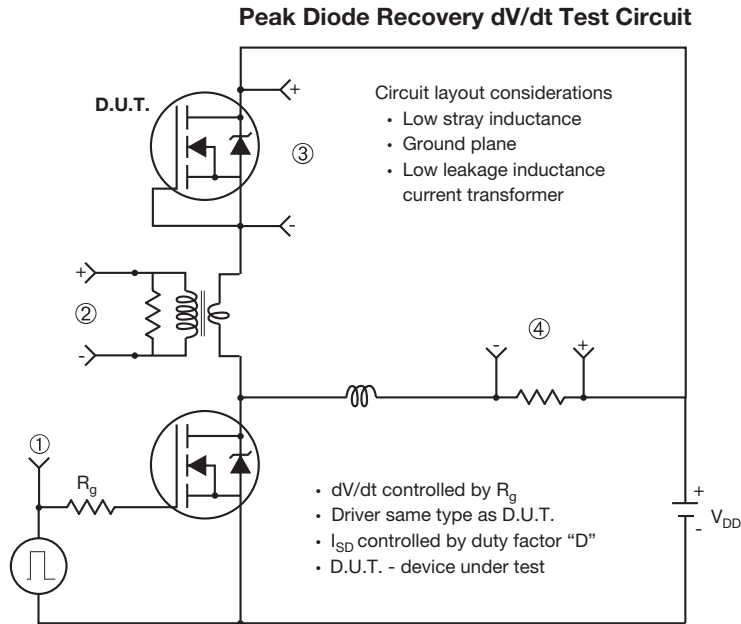 Peak Diode Recovery dV/dt Test Circuit
D.U.T.
+
Circuit layout considerations
• Low stray inductance
• Ground plane
• Low leakage inductance
current transformer
③
-
+
②
-
④
-
+
①
Rg
• dV/dt controlled by Rg
• Driver same type as D.U.T.
• ISD controlled by duty factor “D”
• D.U.T. - device under test
+
VDD
-